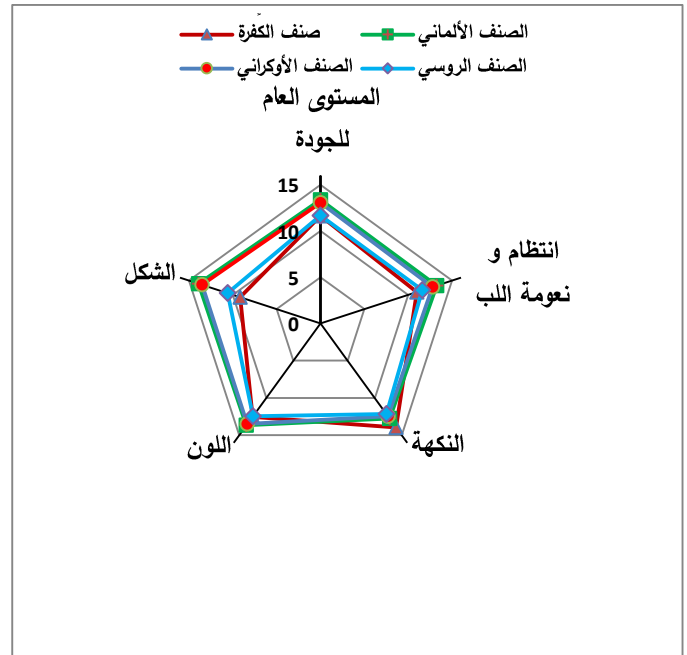 صنف الكفرة
الصنف الألماني
الصنف الأوكراني
الصنف الروسي
المستوى العام
للجودة
15
10
5
0
انتظام و
نعومة اللب
النكهة
اللون
الشكل